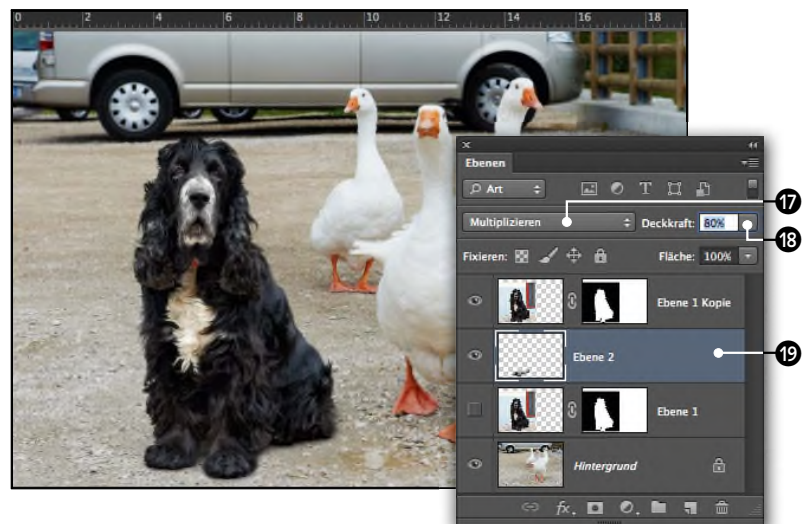 0 2 4 6 8 10 12 14 16 18
Ebenen
Art
Multiplizieren Deckkraft: 80%
Fixieren: Fläche: 100%
Ebene 1 Kopie
Ebene 2
Ebene 1
Hintergrund
fx
17
18
19